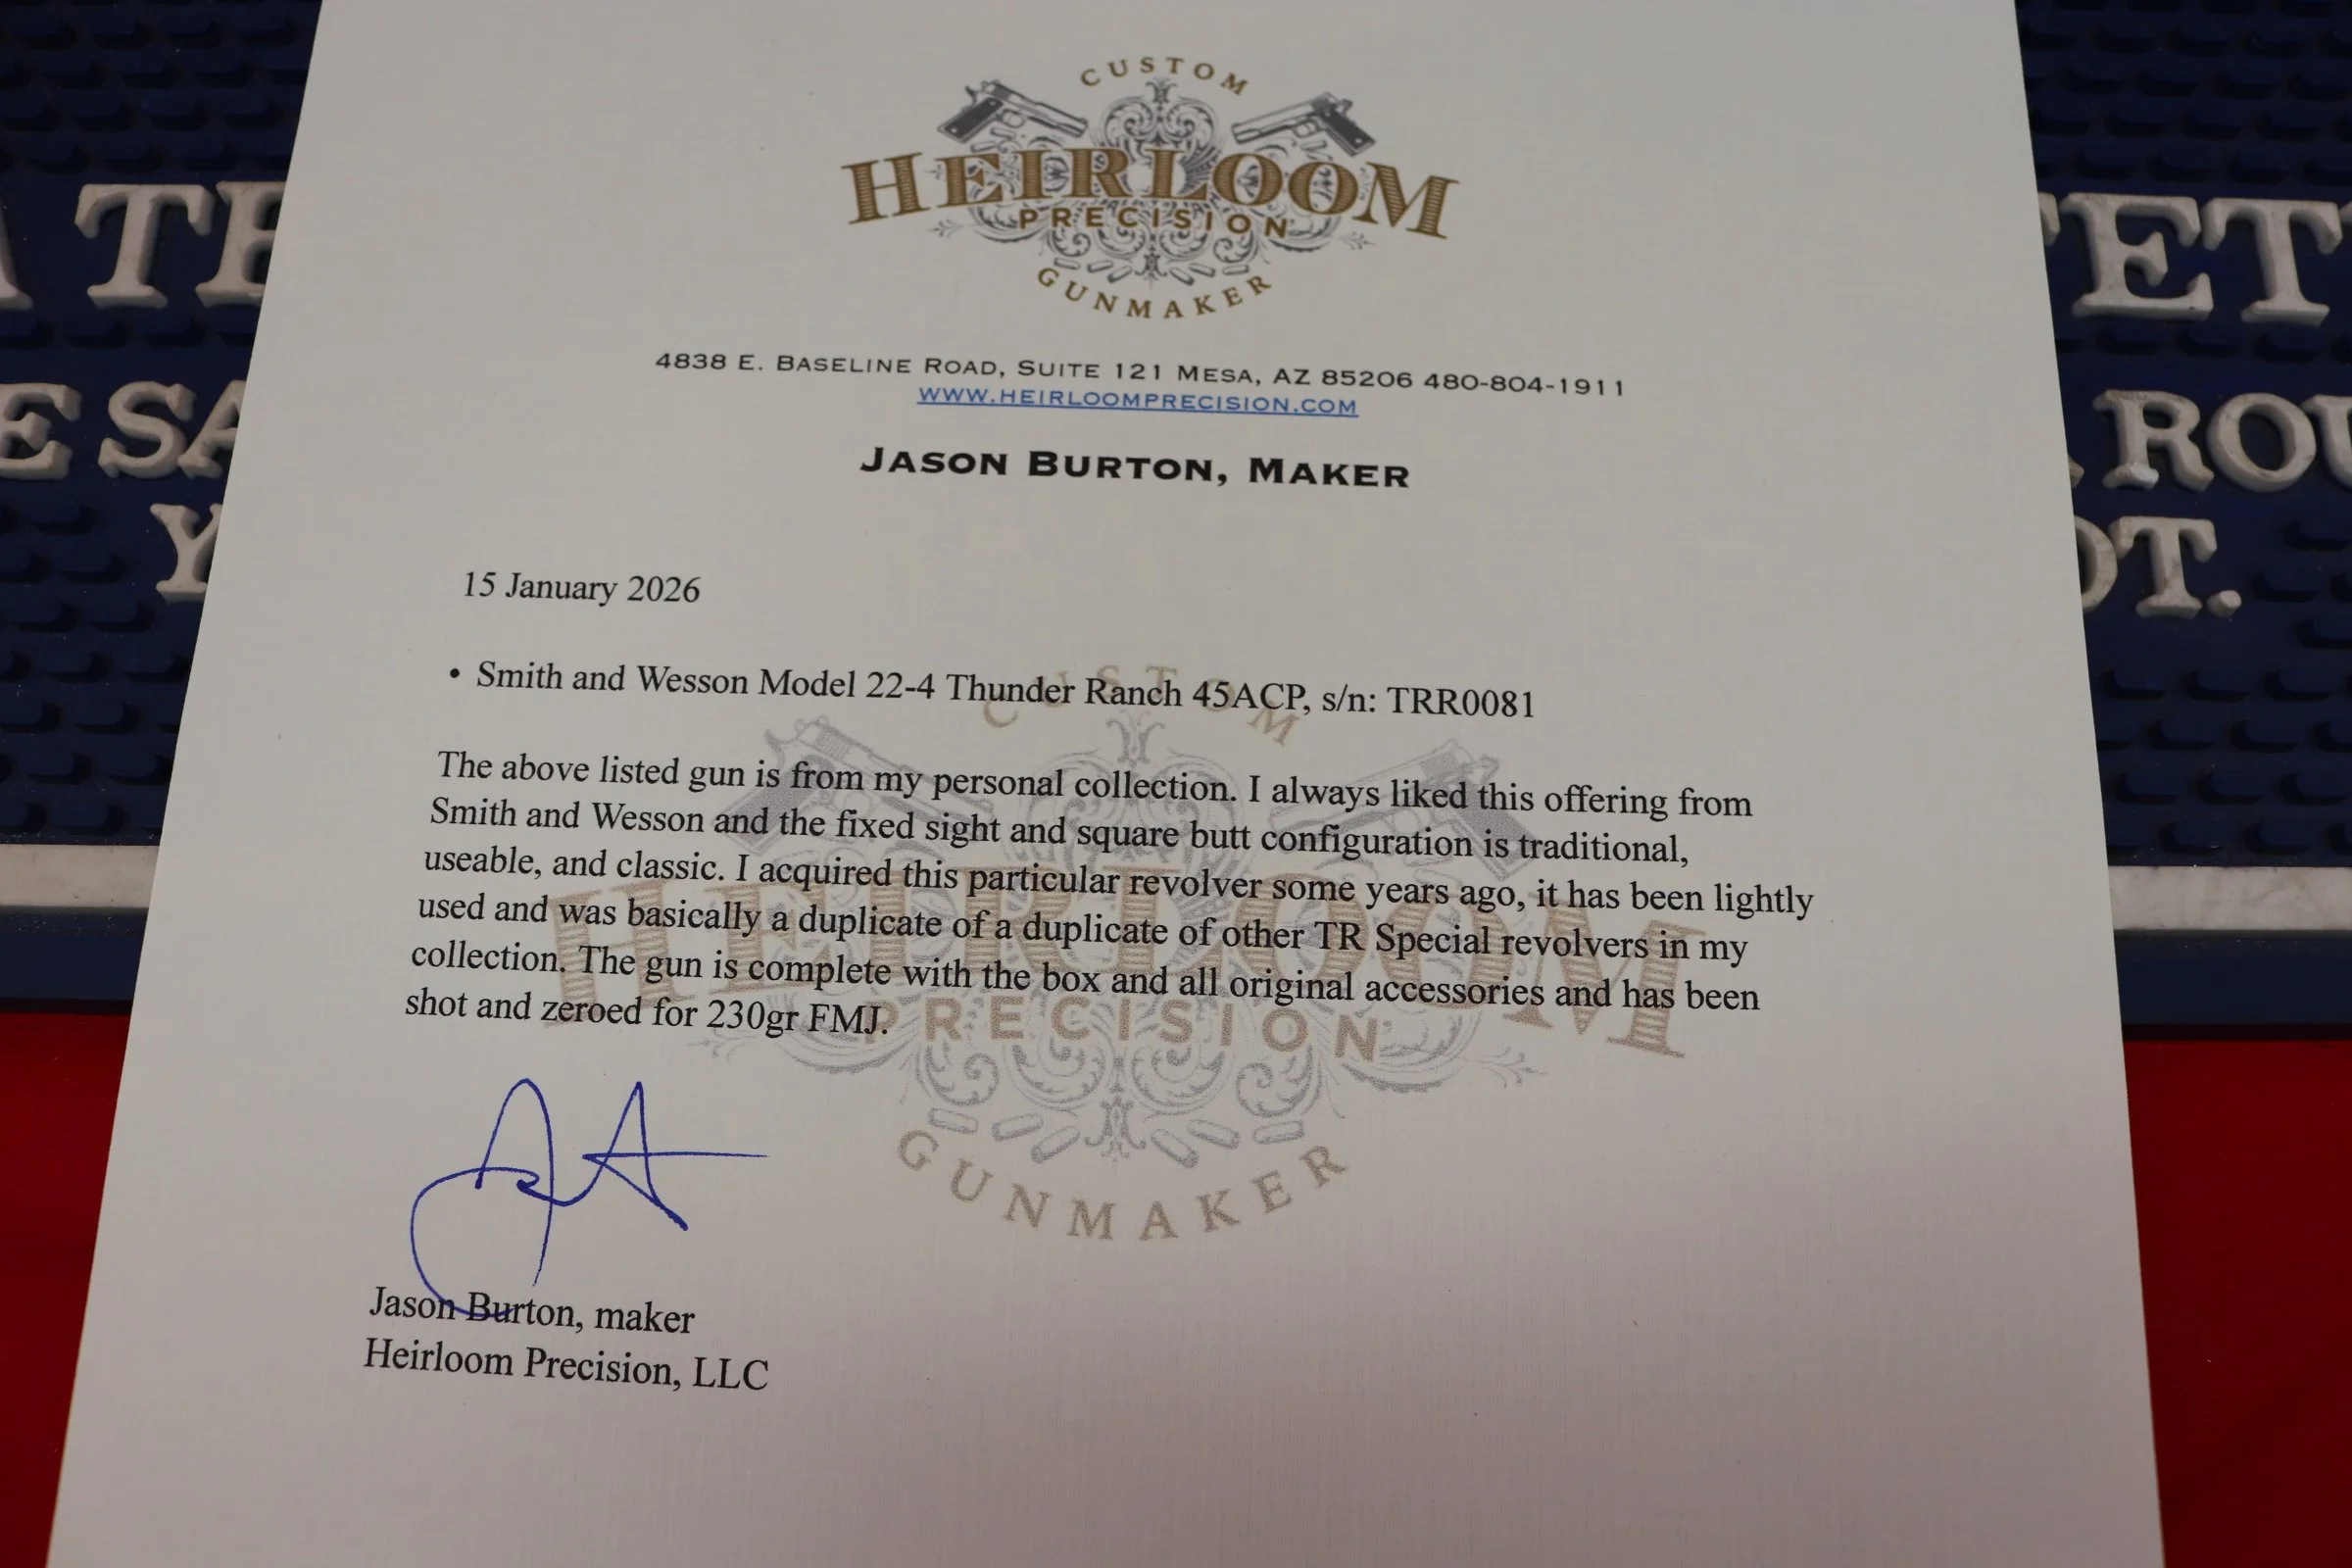 CUSTOM
HEIRLOOM
PRECISION
GUNMAKER
4838 E. BASELINE ROAD, SUITE 121 MESA, AZ 85206 480-804-1911
WWW.HEIRLOOMPRECISION.COM
JASON BURTON, MAKER
15 January 2026
• Smith and Wesson Model 22-4 Thunder Ranch 45ACP, s/n: TRR0081
The above listed gun is from my personal collection. I always liked this offering from
Smith and Wesson and the fixed sight and square butt configuration is traditional,
useable, and classic. I acquired this particular revolver some years ago, it has been lightly
used and was basically a duplicate of a duplicate of other TR Special revolvers in my
collection. The gun is complete with the box and all original accessories and has been
shot and zeroed for 230gr FMJ.
CUSTOM
HEIRLOOM
PRECISION
GUNMAKER
Jason Burton, maker
Heirloom Precision, LLC